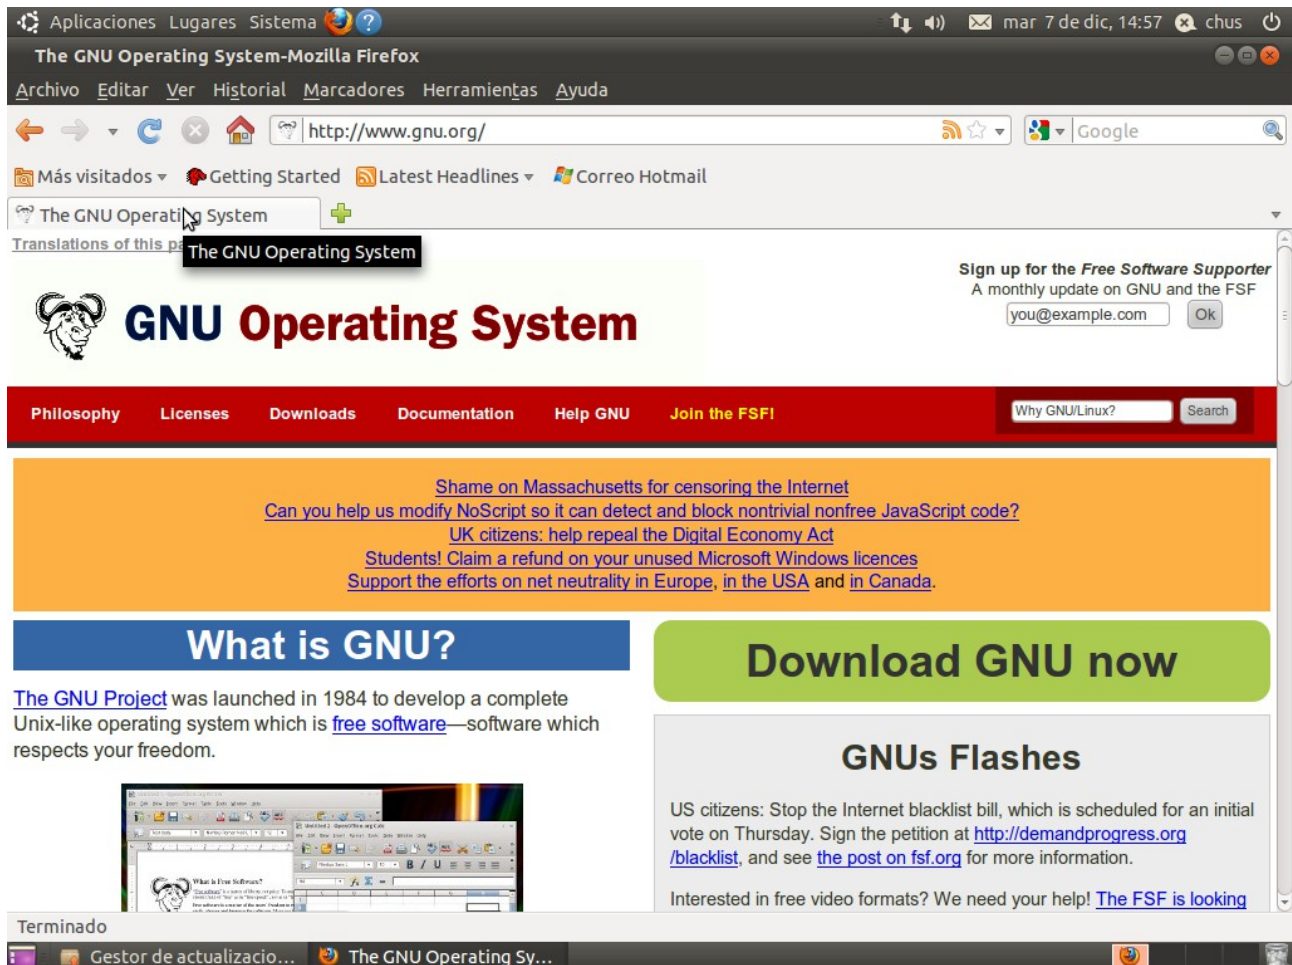 Aplicaciones Lugares Sistema mar 7 de dic, 14:57 chus
The GNU Operating System-Mozilla Firefox
Archivo Editar Ver Historial Marcadores Herramientas Ayuda
http://www.gnu.org/ Google
Más visitados Getting Started Latest Headlines Correo Hotmail
The GNU Operating System
Translations of this
The GNU Operating System
Sign up for the Free Software Supporter
A monthly update on GNU and the FSF
you@example.com Ok
GNU Operating System
Philosophy Licenses Downloads Documentation Help GNU Join the FSF! Why GNU/Linux? Search
Shame on Massachusetts for censoring the Internet
Can you help us modify NoScript so it can detect and block nontrivial nonfree JavaScript code?
UK citizens: help repeal the Digital Economy Act
Students! Claim a refund on your unused Microsoft Windows licences
Support the efforts on net neutrality in Europe, in the USA and in Canada.
What is GNU?
The GNU Project was launched in 1984 to develop a complete
Unix-like operating system which is free software—software which
respects your freedom.
What is Free Software?
Download GNU now
GNUs Flashes
US citizens: Stop the Internet blacklist bill, which is scheduled for an initial
vote on Thursday. Sign the petition at http://demandprogress.org
/blacklist, and see the post on fsf.org for more information.
Interested in free video formats? We need your help! The FSF is looking
Terminado
Gestor de actualizacio... The GNU Operating Sy...